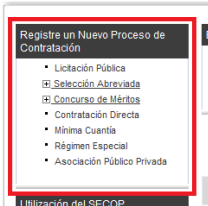 Registre un Nuevo Proceso de
Contratación
Licitación Pública
Selección Abreviada
Concurso de Méritos
Contratación Directa
Mínima Cuantía
Régimen Especial
Asociación Público Privada
Utilización del SECOP